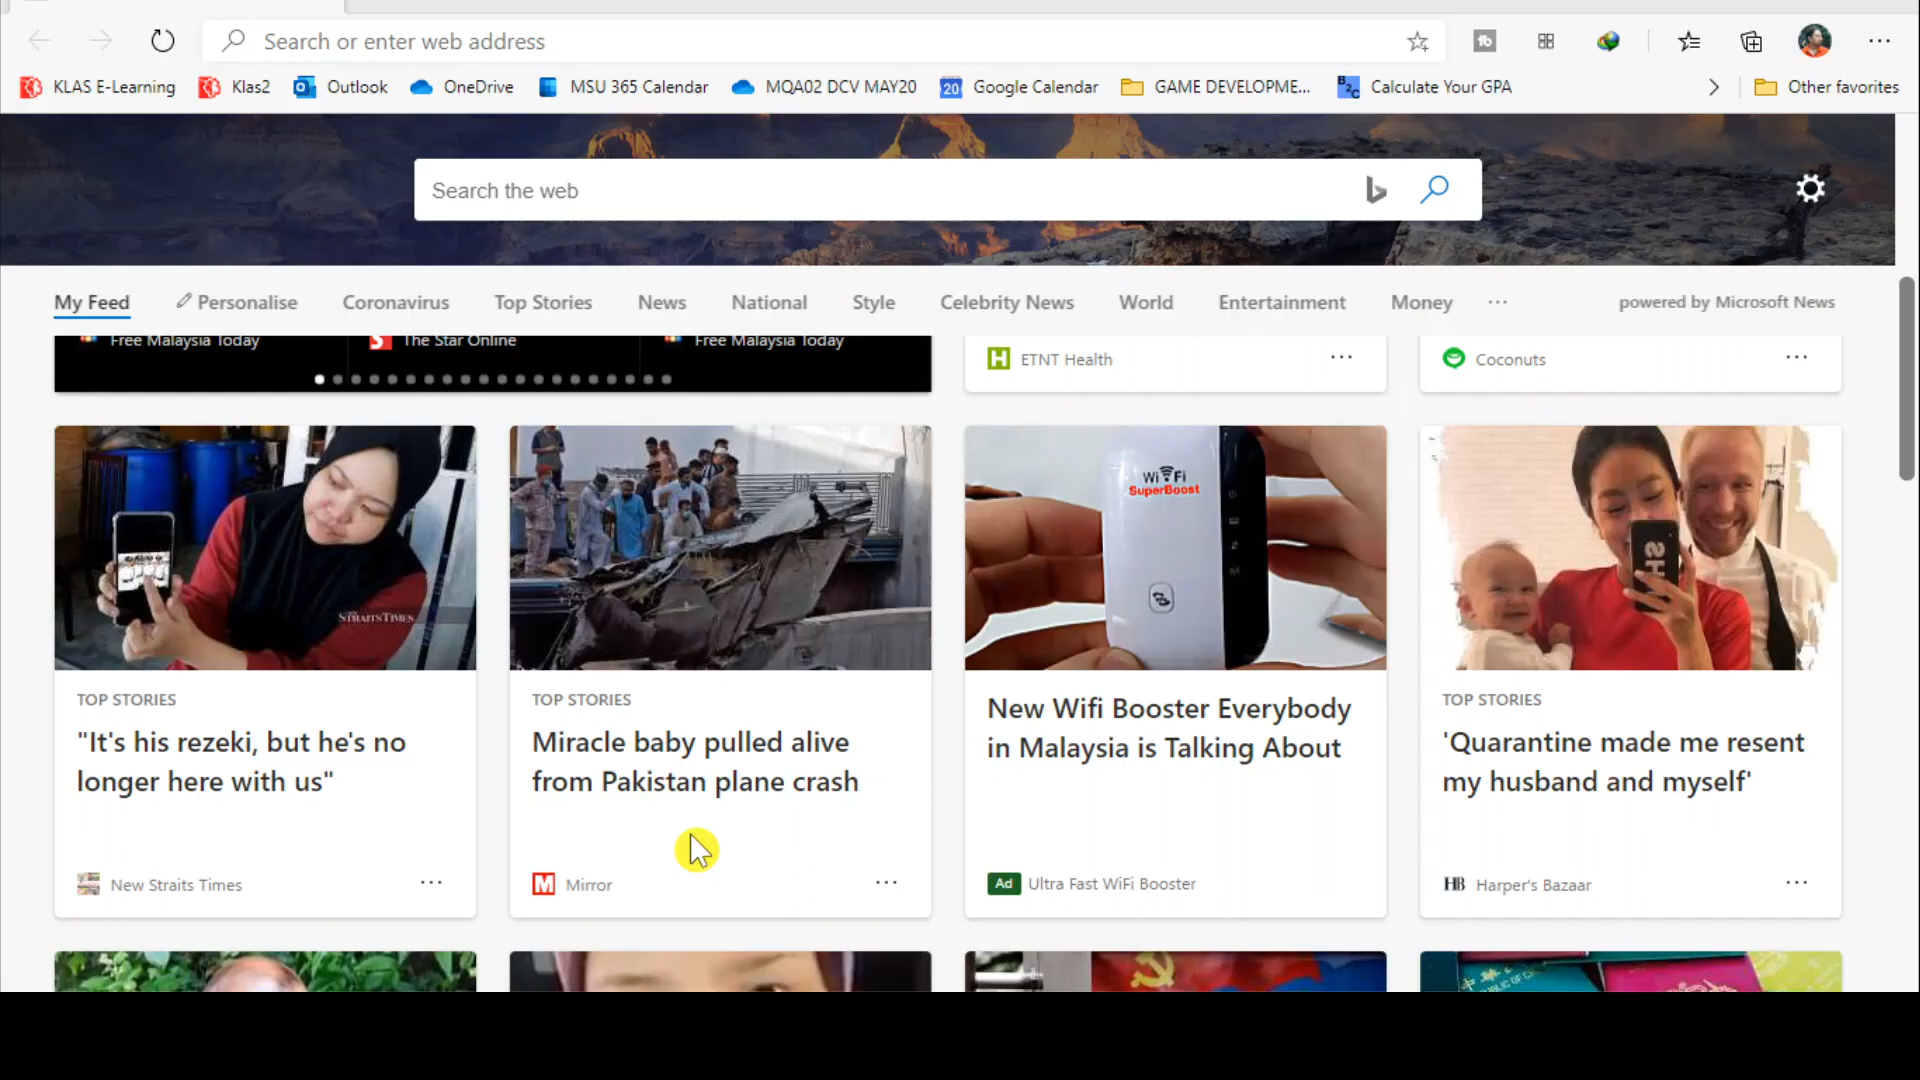 Search or enter web address
KLAS E-Learning Klas2 Outlook OneDrive MSU 365 Calendar MQA02 DCV MAY20 Google Calendar GAME DEVELOPME... Calculate Your GPA Other favorites
Search the web
My Feed Personalise Coronavirus Top Stories News National Style Celebrity News World Entertainment Money ... powered by Microsoft News
Free Malaysia Today The Star Online Free Malaysia Today
ETNT Health
Coconuts
STRAITS TIMES
TOP STORIES
"It's his rezeki, but he's no
longer here with us"
New Straits Times
TOP STORIES
Miracle baby pulled alive
from Pakistan plane crash
Mirror
WiFi
SuperBoost
New Wifi Booster Everybody
in Malaysia is Talking About
Ad Ultra Fast WiFi Booster
TOP STORIES
'Quarantine made me resent
my husband and myself'
HB Harper's Bazaar